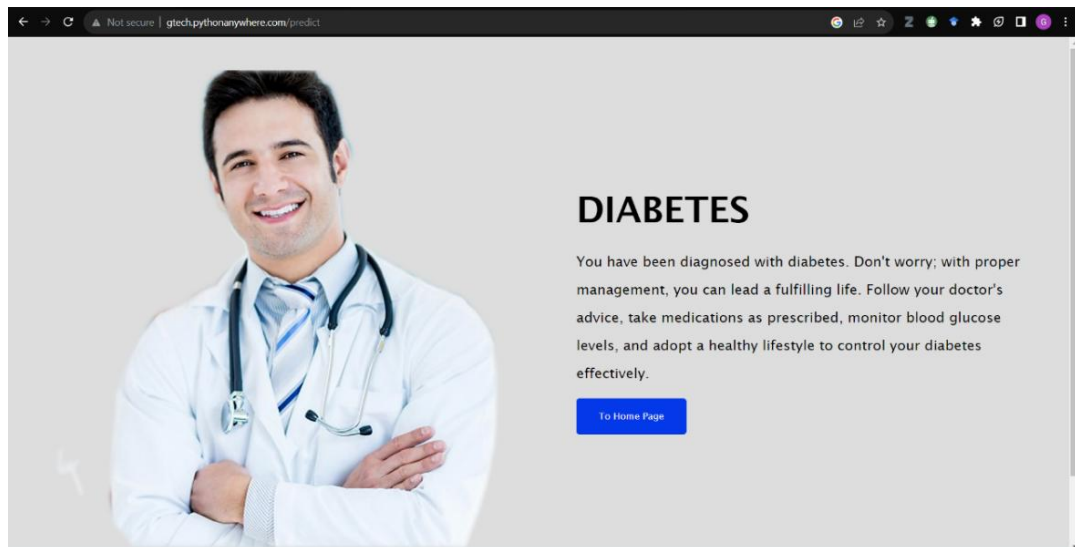 Not secure | gtech.pythonanywhere.com/predict
Z
G
DIABETES
You have been diagnosed with diabetes. Don't worry; with proper
management, you can lead a fulfilling life. Follow your doctor's
advice, take medications as prescribed, monitor blood glucose
levels, and adopt a healthy lifestyle to control your diabetes
effectively.
To Home Page